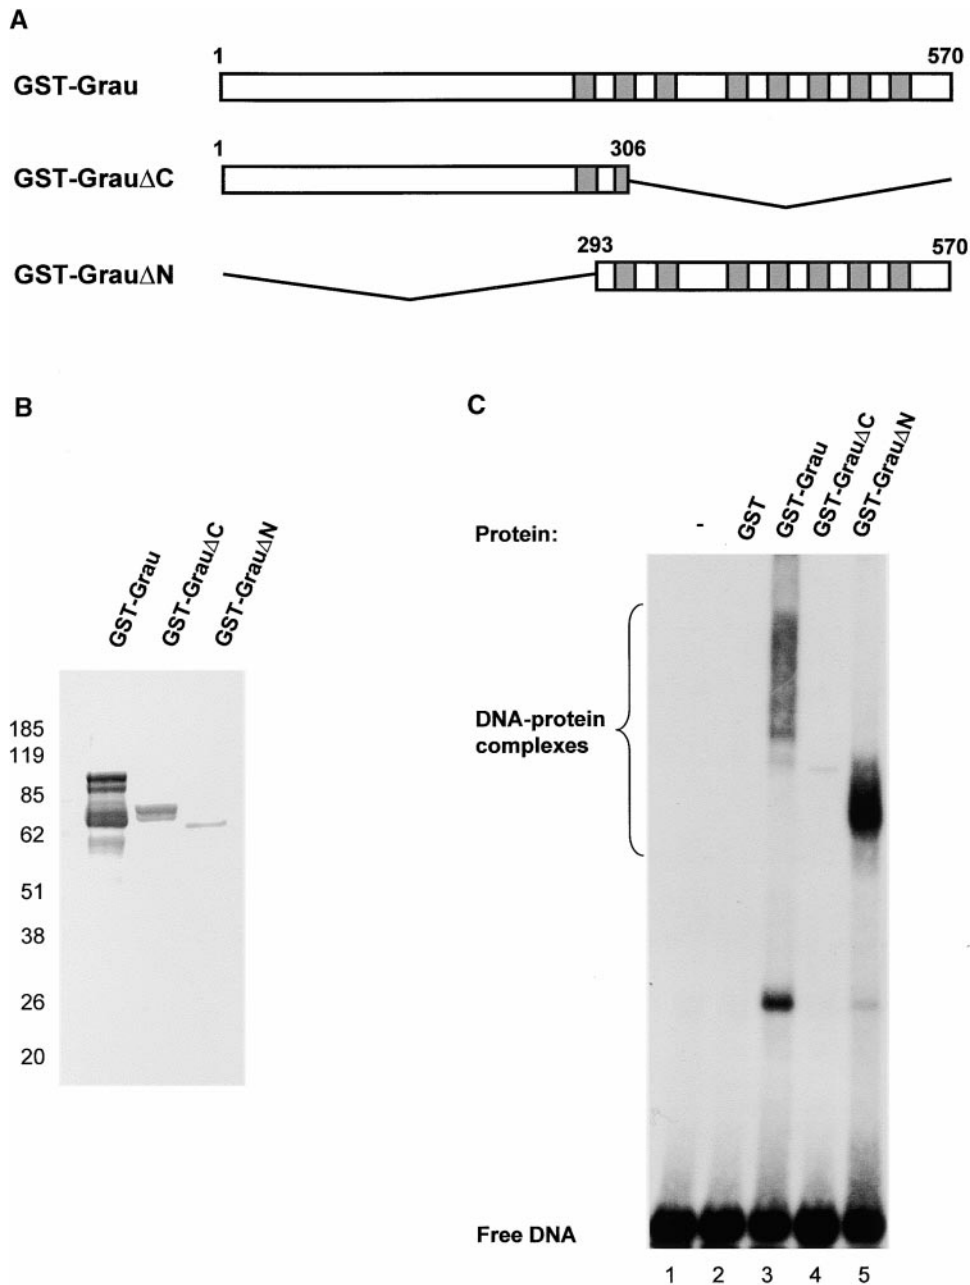 A
1 570
GST-Grau
1 306
GST-GrauΔC
293 570
GST-GrauΔN
B
GST-Grau
GST-GrauΔC
GST-GrauΔN
185
119
85
62
51
38
26
20
C
Protein:
-
GST
GST-Grau
GST-GrauΔC
GST-GrauΔN
DNA-protein
complexes
Free DNA
1 2 3 4 5